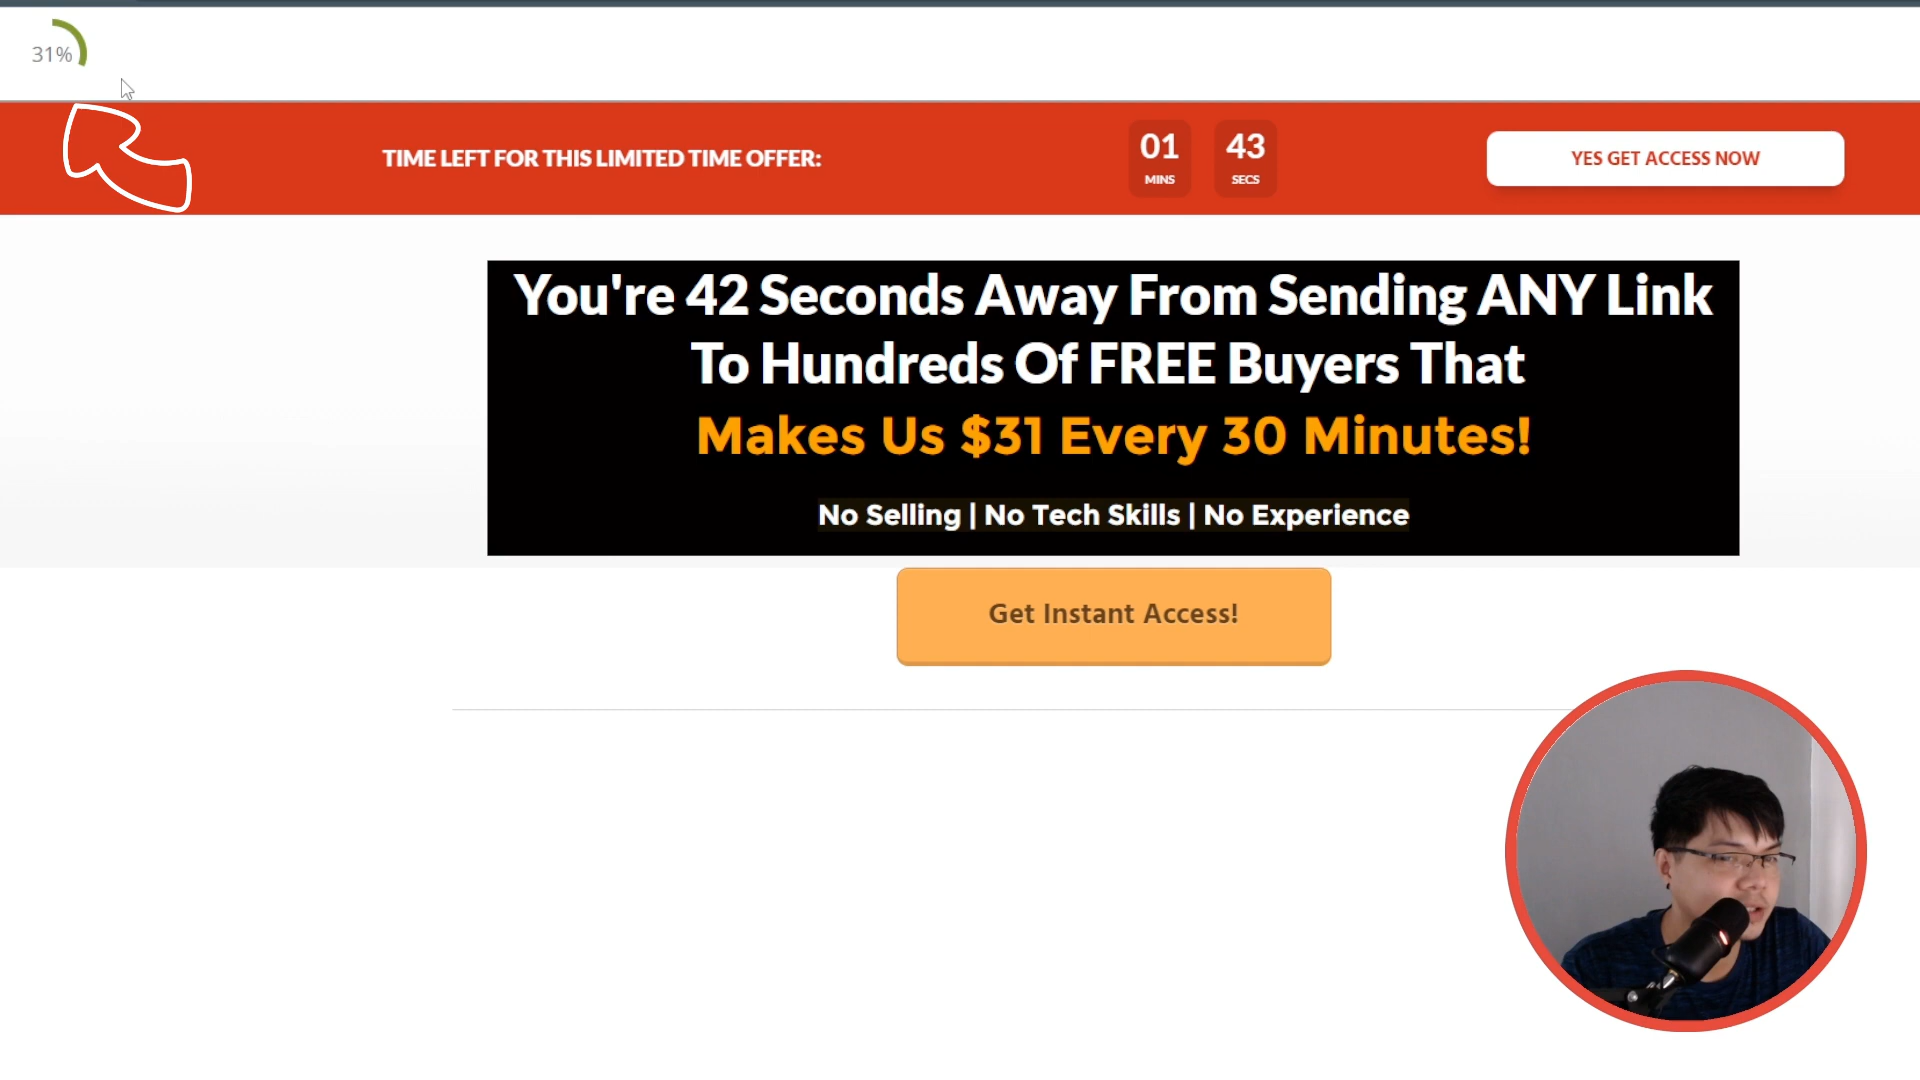 31%
TIME LEFT FOR THIS LIMITED TIME OFFER:
01
MINS
43
SECS
YES GET ACCESS NOW
You're 42 Seconds Away From Sending ANY Link
To Hundreds Of FREE Buyers That
Makes Us $31 Every 30 Minutes!
No Selling | No Tech Skills | No Experience
Get Instant Access!